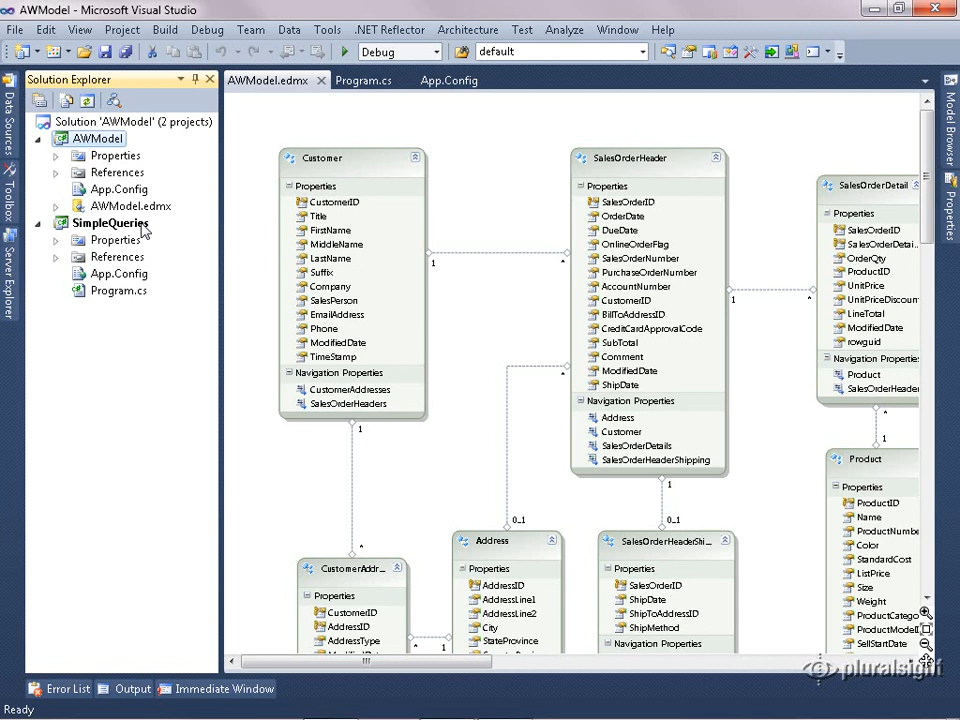 AWModel - Microsoft Visual Studio
File Edit View Project Build Debug Team Data Tools .NET Reflector Architecture Test Analyze Window Help
Debug default
Solution Explorer
AWModel.edmx Program.cs App.Config
Data Sources
Toolbox
Server Explorer
Model Browser
Properties
Solution 'AWModel' (2 projects)
AWModel
Properties
References
App.Config
AWModel.edmx
SimpleQueries
Properties
References
App.Config
Program.cs
Customer
Properties
CustomerID
Title
FirstName
MiddleName
LastName
Suffix
Company
SalesPerson
EmailAddress
Phone
ModifiedDate
TimeStamp
Navigation Properties
CustomerAddresses
SalesOrderHeaders
1
*
1
*
SalesOrderHeader
Properties
SalesOrderID
OrderDate
DueDate
OnlineOrderFlag
SalesOrderNumber
PurchaseOrderNumber
AccountNumber
CustomerID
BillToAddressID
CreditCardApprovalCode
SubTotal
Comment
ModifiedDate
ShipDate
Navigation Properties
Address
Customer
SalesOrderDetails
SalesOrderHeaderShipping
1
*
*
0..1
1
0..1
SalesOrderDetail
Properties
SalesOrderID
SalesOrderDetai...
OrderQty
ProductID
UnitPrice
UnitPriceDiscoun
LineTotal
ModifiedDate
rowguid
Navigation Propertie
Product
SalesOrderHeader
*
1
Product
Properties
ProductID
Name
ProductNumbe
Color
StandardCost
ListPrice
Size
Weight
ProductCatego
ProductModel
SellStartDate
CustomerAddr...
Properties
CustomerID
AddressID
AddressType
*
1
Address
Properties
AddressID
AddressLine1
AddressLine2
City
StateProvince
SalesOrderHeaderShi...
Properties
SalesOrderID
ShipDate
ShipToAddressID
ShipMethod
Navigation Properties
pluralsight
Error List Output Immediate Window
Ready